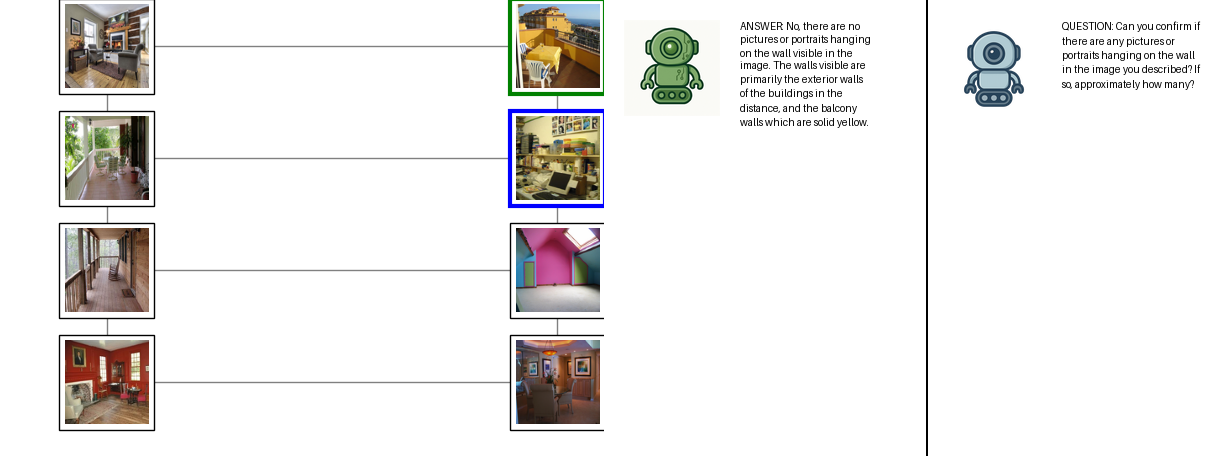 ANSWER: No, there are no
pictures or portraits hanging
on the wall visible in the
image. The walls visible are
primarily the exterior walls
of the buildings in the
distance, and the balcony
walls which are solid yellow.
QUESTION: Can you confirm if
there are any pictures or
portraits hanging on the wall
in the image you described? If
so, approximately how many?